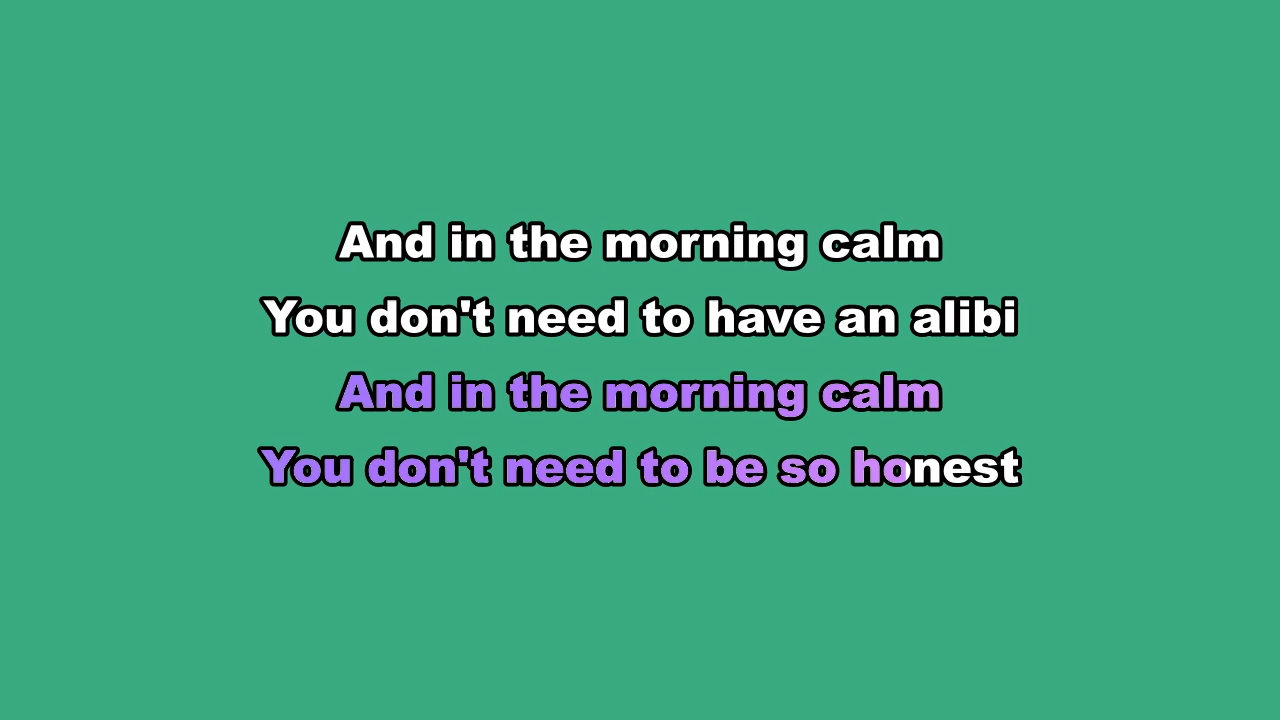 And in the morning calm
You don't need to have an alibi
And in the morning calm
You don't need to be so honest